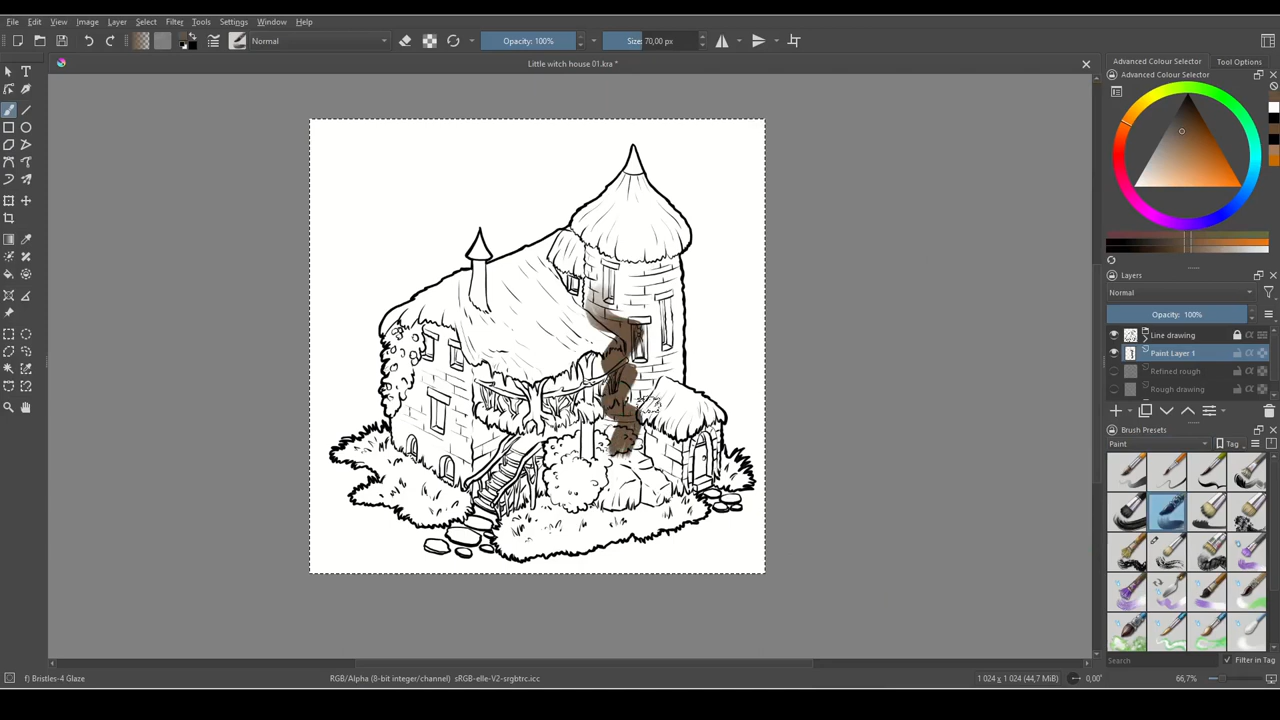 File Edit View Image Layer Select Filter Tools Settings Window Help
Normal Opacity: 100% Size: 70,00 px
Little witch house 01.kra *
Advanced Colour Selector Tool Options
Advanced Colour Selector
Layers
Normal
Opacity: 100%
Line drawing
Paint Layer 1
Refined rough
Rough drawing
Brush Presets
Paint Tag
Search Filter in Tag
f) Bristles-4 Glaze RGB/Alpha (8-bit integer/channel) sRGB-elle-V2-srgbtrc.icc 1 024 x 1 024 (44,7 MiB) 0,00° 66,7%